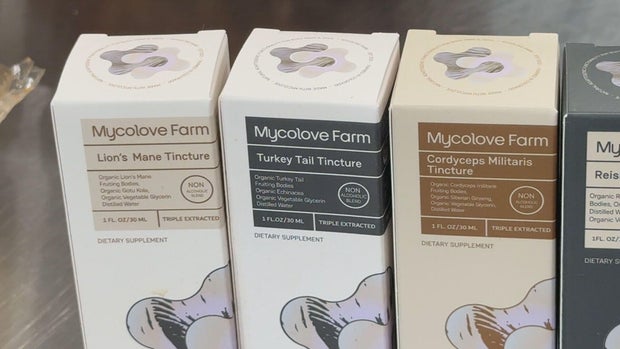 Mycolove Farm
Lion's Mane Tincture
Organic Lion's Mane
Fruiting Bodies,
Organic Gotu Kola,
Organic Vegetable Glycerin
Distilled Water
NON
ALCOHOLIC BLEND
1 FL. OZ/30 ML
TRIPLE EXTRACTED
DIETARY SUPPLEMENT
Mycolove Farm
Turkey Tail Tincture
Organic Turkey Tail
Fruiting Bodies,
Organic Echinacea
Organic Vegetable Glycerin
Distilled Water
NON
ALCOHOLIC BLEND
1 FL.OZ/30 ML
TRIPLE EXTRACTED
DIETARY SUPPLEMENT
Mycolove Farm
Cordyceps Militaris
Tincture
Organic Cordyceps militaris
Fruiting Bodies,
Organic Siberian Ginseng,
Organic Vegetable Glycerin,
Distilled Water
NON
ALCOHOLIC BLEND
1 FL. OZ/30 ML
TRIPLE EXTRACTED
DIETARY SUPPLEMENT
My
Reis
Organic R
Bodies, O
Distilled W
Organic Ve
1FL. OZ/30
DIETARY